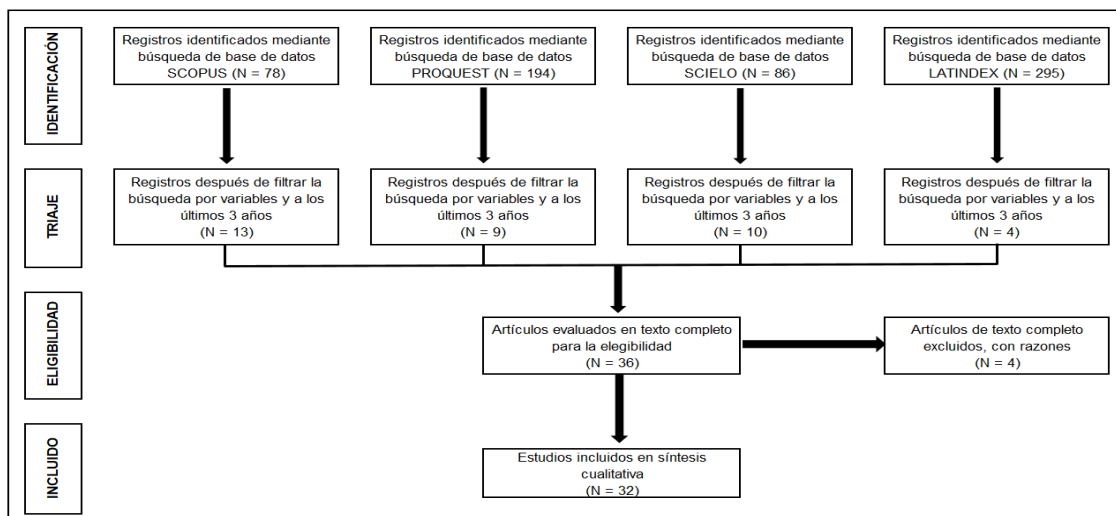 IDENTIFICACIÓN
Registros identificados mediante
búsqueda de base de datos
SCOPUS (N = 78)
Registros identificados mediante
búsqueda de base de datos
PROQUEST (N = 194)
Registros identificados mediante
búsqueda de base de datos
SCIELO (N = 86)
Registros identificados mediante
búsqueda de base de datos
LATINDEX (N = 295)
TRIAJE
Registros después de filtrar la
búsqueda por variables y a los
últimos 3 años
(N = 13)
Registros después de filtrar la
búsqueda por variables y a los
últimos 3 años
(N = 9)
Registros después de filtrar la
búsqueda por variables y a los
últimos 3 años
(N = 10)
Registros después de filtrar la
búsqueda por variables y a los
últimos 3 años
(N = 4)
ELIGIBILIDAD
Artículos evaluados en texto completo
para la elegibilidad
(N = 36)
Artículos de texto completo
excluidos, con razones
(N = 4)
INCLUIDO
Estudios incluidos en síntesis
cualitativa
(N = 32)